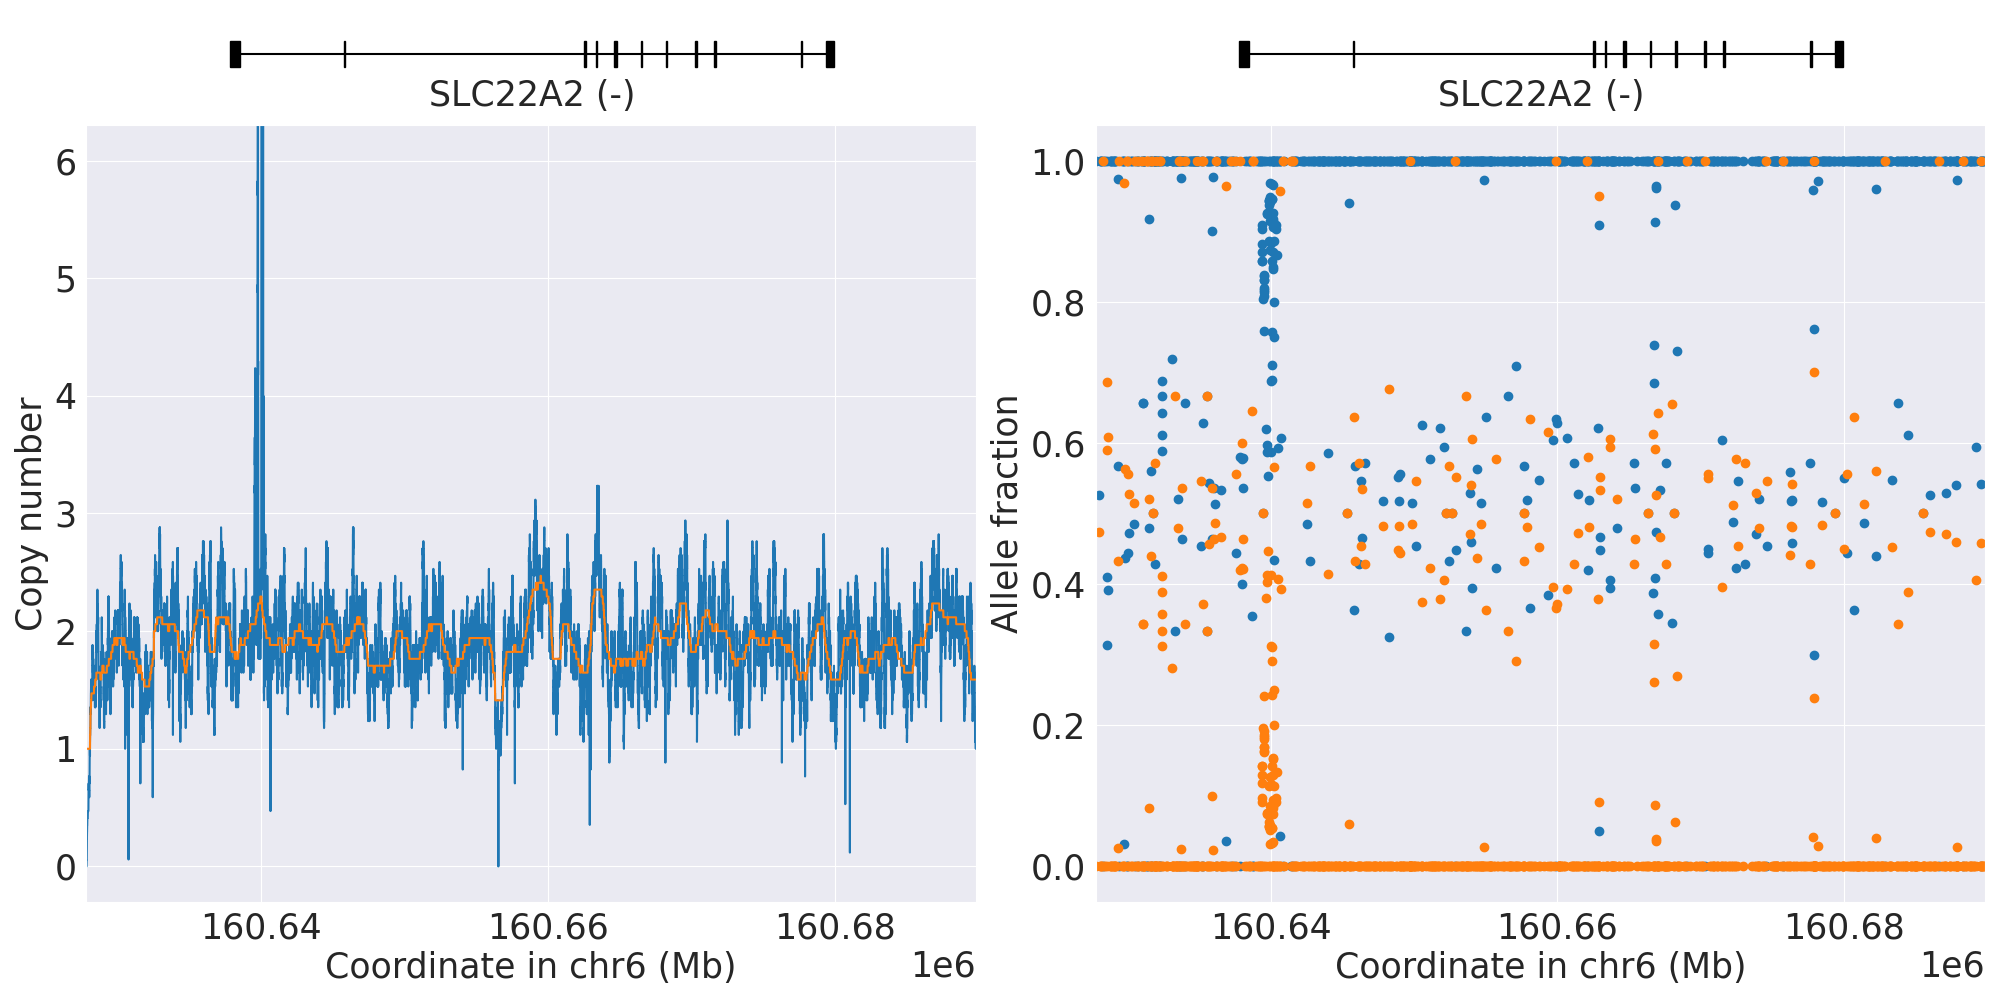 SLC22A2 (-)
6
5
4
3
2
1
0
Copy number
160.64
160.66
160.68
Coordinate in chr6 (Mb)
1e6
SLC22A2 (-)
1.0
0.8
0.6
0.4
0.2
0.0
Allele fraction
160.64
160.66
160.68
Coordinate in chr6 (Mb)
1e6